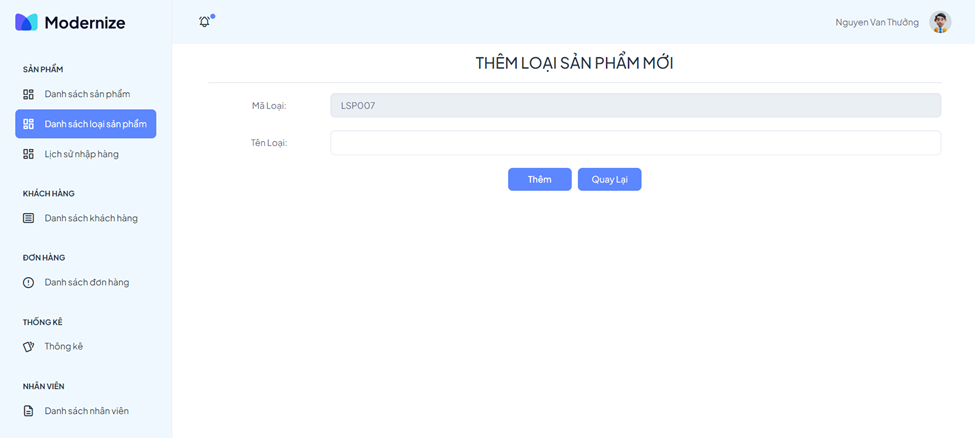 Modernize
Nguyen Van Thưởng
SẢN PHẨM
Danh sách sản phẩm
Danh sách loại sản phẩm
Lịch sử nhập hàng
KHÁCH HÀNG
Danh sách khách hàng
ĐƠN HÀNG
Danh sách đơn hàng
THỐNG KÊ
Thông kê
NHÂN VIÊN
Danh sách nhân viên
THÊM LOẠI SẢN PHẨM MỚI
Mã Loại:
LSP007
Tên Loại:
Thêm
Quay Lại